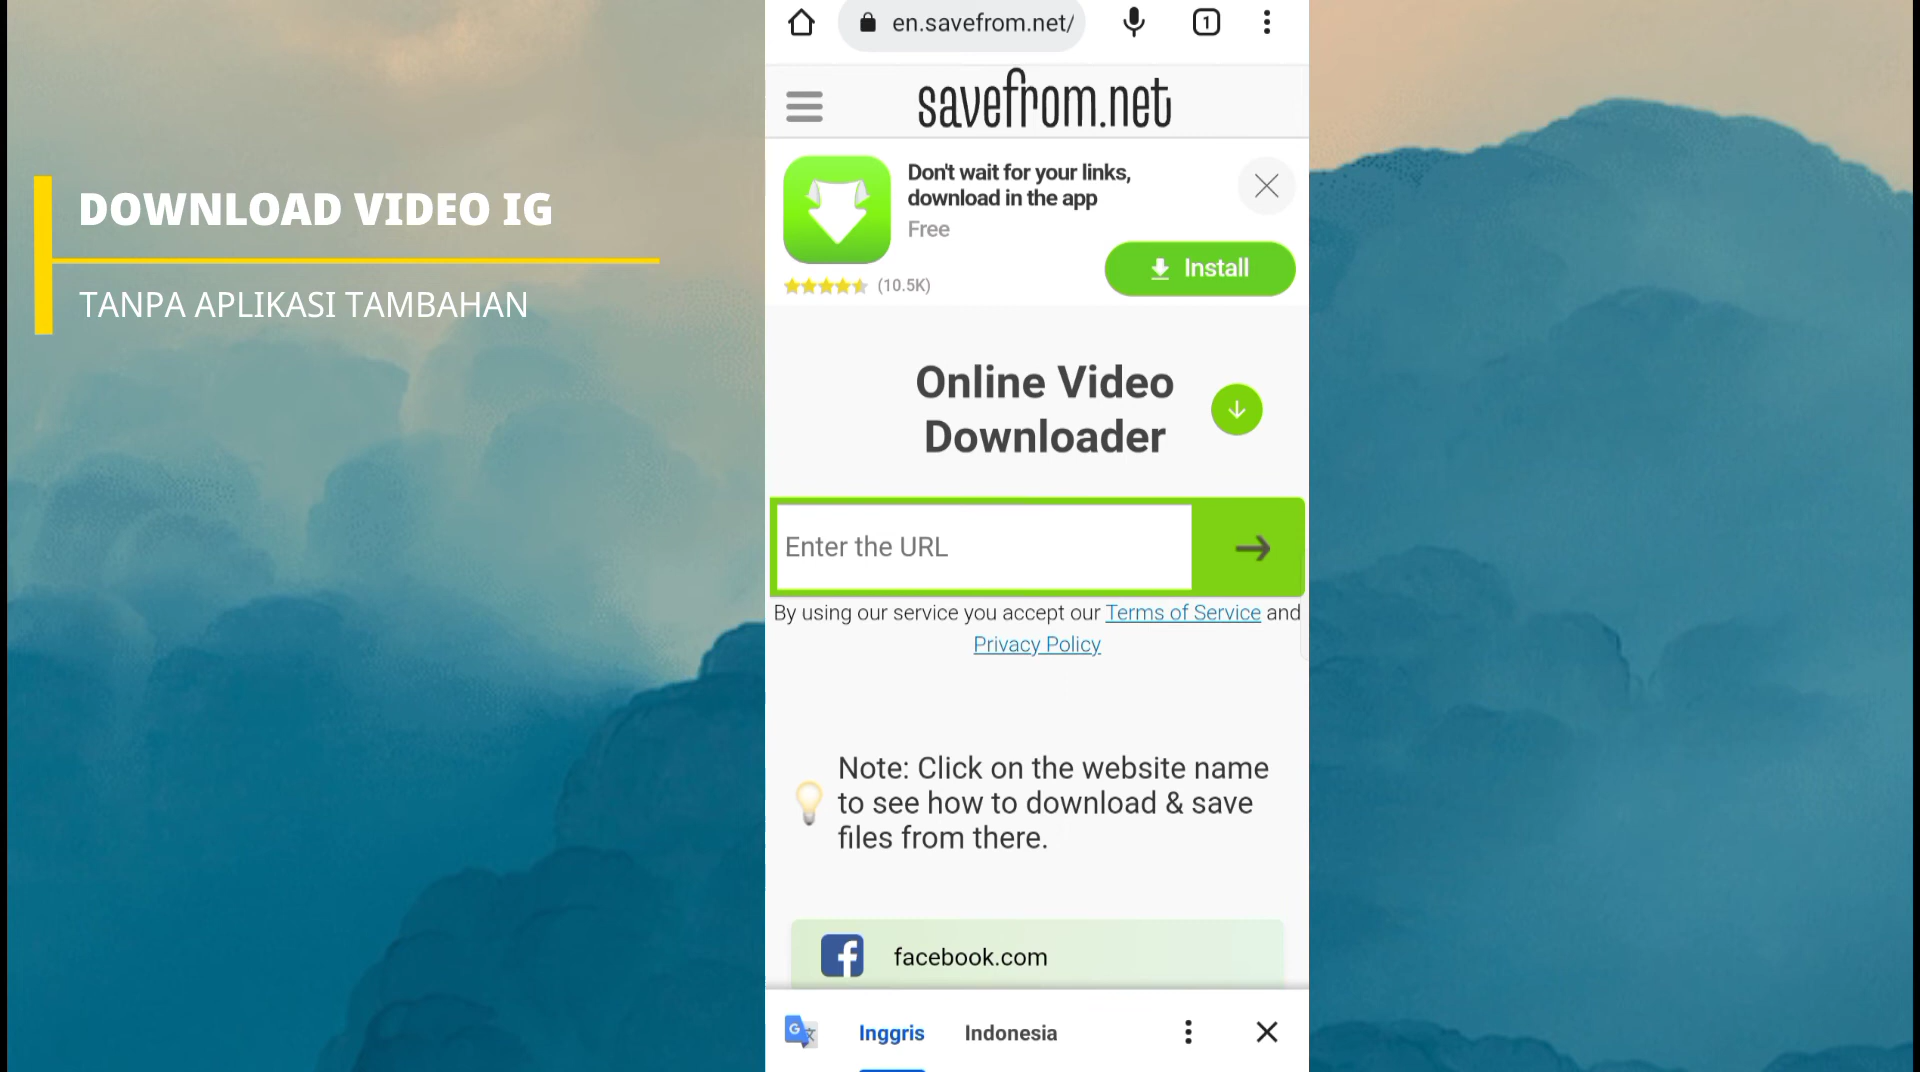 DOWNLOAD VIDEO IG
TANPA APLIKASI TAMBAHAN
en.savefrom.net/
1
savefrom.net
Don't wait for your links,
download in the app
Free
(10.5K)
Install
Online Video
Downloader
Enter the URL
By using our service you accept our Terms of Service and
Privacy Policy
Note: Click on the website name
to see how to download & save
files from there.
facebook.com
Inggris
Indonesia